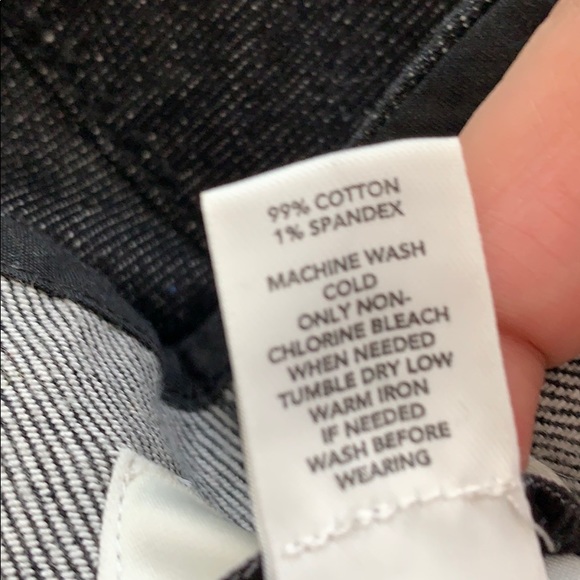 99% COTTON
1% SPANDEX
MACHINE WASH
COLD
ONLY NON-
CHLORINE BLEACH
WHEN NEEDED
TUMBLE DRY LOW
WARM IRON
IF NEEDED
WASH BEFORE
WEARING